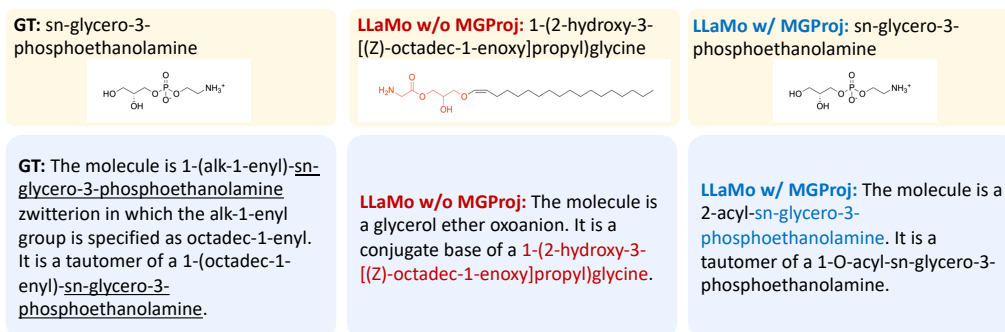 GT: sn-glycero-3-
phosphoethanolamine
HO
OH
O
P
O
O
O-
NH₃⁺
LLaMo w/o MGProj: 1-(2-hydroxy-3-
[(Z)-octadec-1-enoxy]propyl)glycine
H₂N
O
O
OH
O
LLaMo w/ MGProj: sn-glycero-3-
phosphoethanolamine
HO
OH
O
P
O
O
O-
NH₃⁺
GT: The molecule is 1-(alk-1-enyl)-sn-
glycero-3-phosphoethanolamine
zwitterion in which the alk-1-enyl
group is specified as octadec-1-enyl.
It is a tautomer of a 1-(octadec-1-
enyl)-sn-glycero-3-
phosphoethanolamine.
LLaMo w/o MGProj: The molecule is
a glycerol ether oxoanion. It is a
conjugate base of a 1-(2-hydroxy-3-
[(Z)-octadec-1-enoxy]propyl)glycine.
LLaMo w/ MGProj: The molecule is a
2-acyl-sn-glycero-3-
phosphoethanolamine. It is a
tautomer of a 1-O-acyl-sn-glycero-3-
phosphoethanolamine.